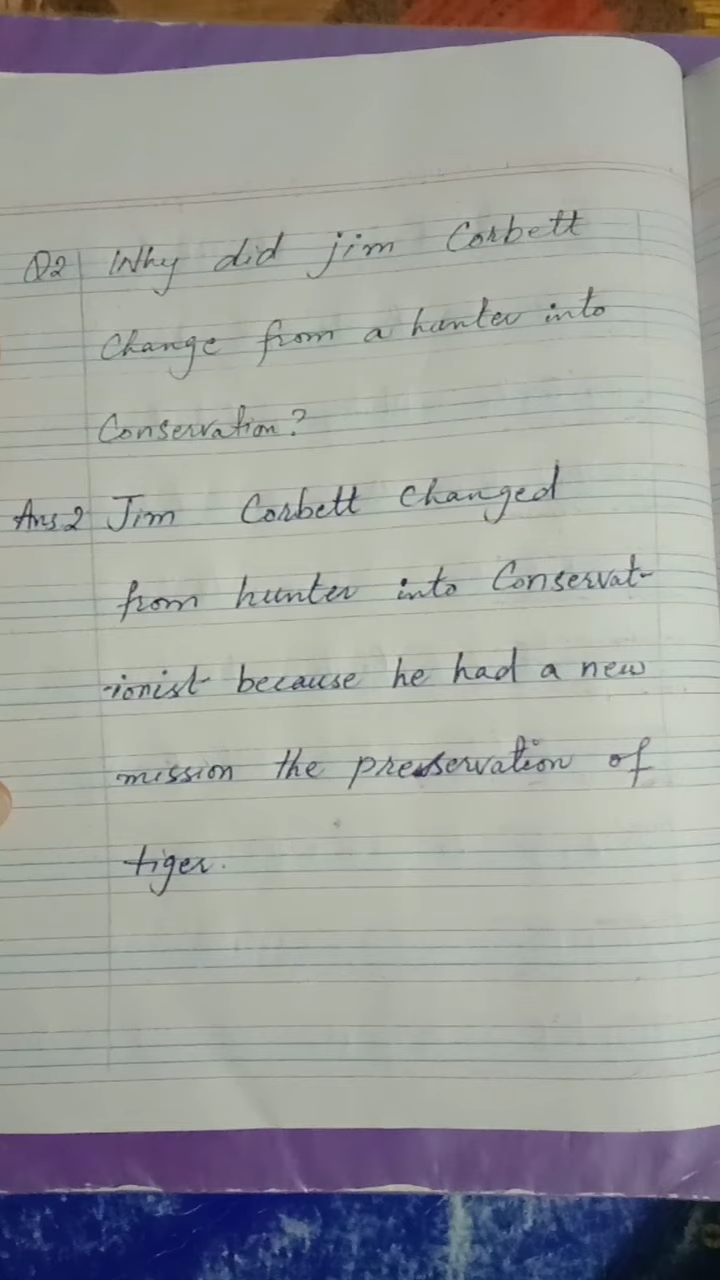 Q2 Why did jim Corbett
Change from a hunter into
Conservation?
Ans 2 Jim Corbett Changed
from hunter into Conservat-
-ionist because he had a new
mission the preservation of
tiger.